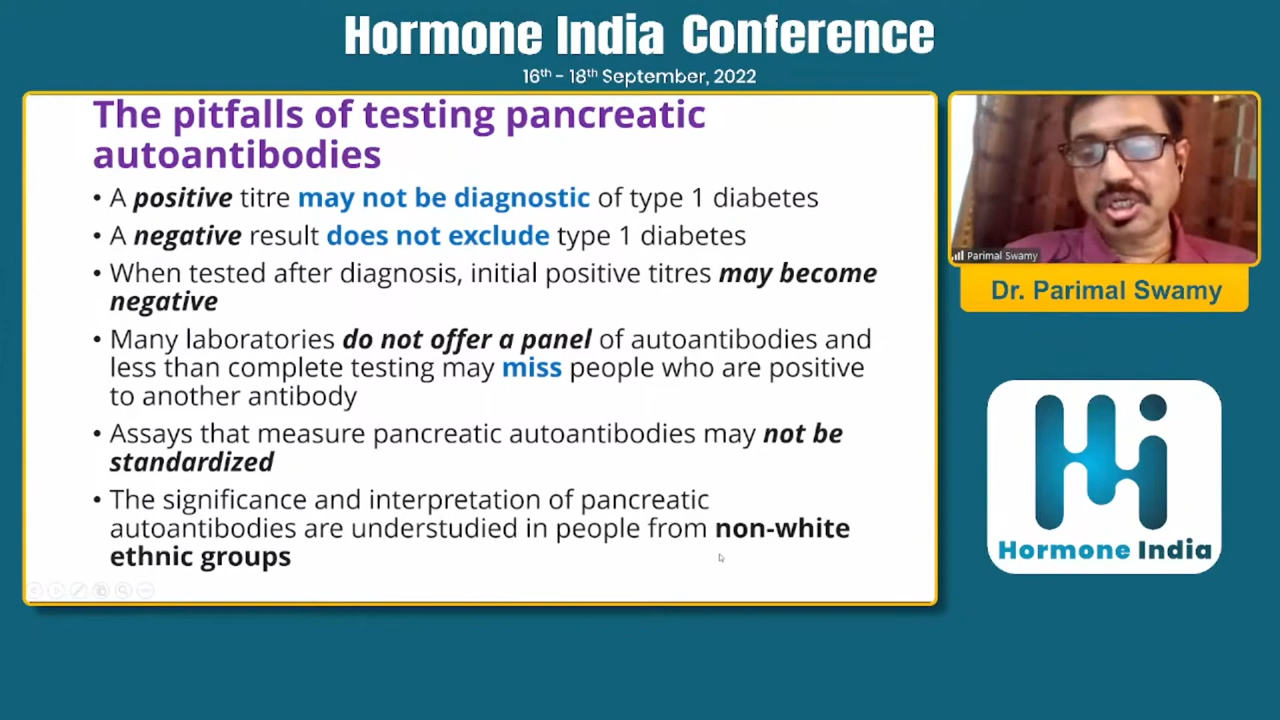 Hormone India Conference
16th - 18th September, 2022
The pitfalls of testing pancreatic
autoantibodies
• A positive titre may not be diagnostic of type 1 diabetes
• A negative result does not exclude type 1 diabetes
• When tested after diagnosis, initial positive titres may become
negative
• Many laboratories do not offer a panel of autoantibodies and
less than complete testing may miss people who are positive
to another antibody
• Assays that measure pancreatic autoantibodies may not be
standardized
• The significance and interpretation of pancreatic
autoantibodies are understudied in people from non-white
ethnic groups
Parimal Swamy
Dr. Parimal Swamy
Hi
Hormone India